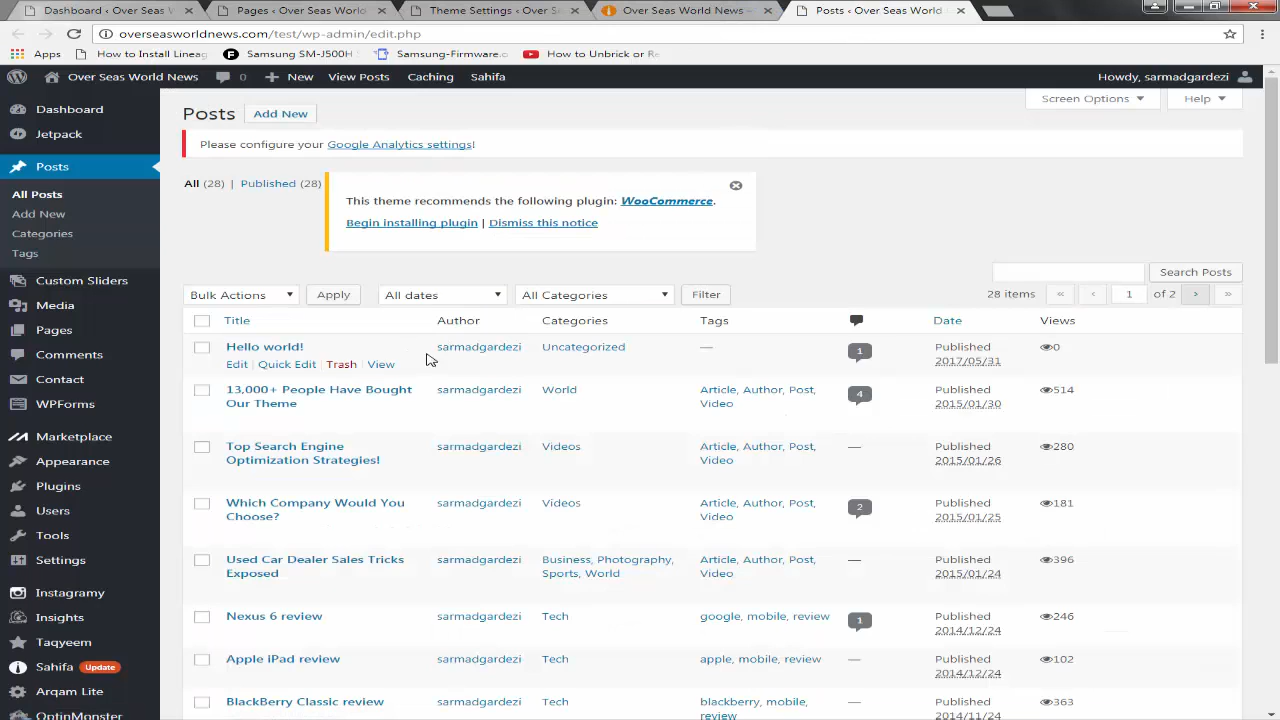 Dashboard ‹ Over Seas W
Pages ‹ Over Seas World
Theme Settings ‹ Over Se
Over Seas World News –
Posts ‹ Over Seas World
overseasworldnews.com/test/wp-admin/edit.php
Apps
How to Install Lineag
Samsung SM-J500H
Samsung-Firmware.c
How to Unbrick or Re
Over Seas World News
0
New
View Posts
Caching
Sahifa
Howdy, sarmadgardezi
Dashboard
Jetpack
Posts
All Posts
Add New
Categories
Tags
Custom Sliders
Media
Pages
Comments
Contact
WPForms
Marketplace
Appearance
Plugins
Users
Tools
Settings
Instagramy
Insights
Taqyeem
Sahifa Update
Arqam Lite
OptinMonster
Screen Options
Help
Posts
Add New
Please configure your Google Analytics settings!
All (28) | Published (28)
This theme recommends the following plugin: WooCommerce.
Begin installing plugin | Dismiss this notice
Search Posts
Bulk Actions
Apply
All dates
All Categories
Filter
28 items « ‹ 1 of 2 › »
Title
Author
Categories
Tags
Date
Views
Hello world!
Edit | Quick Edit | Trash | View
sarmadgardezi
Uncategorized
—
1
Published
2017/05/31
0
13,000+ People Have Bought
Our Theme
sarmadgardezi
World
Article, Author, Post,
Video
4
Published
2015/01/30
514
Top Search Engine
Optimization Strategies!
sarmadgardezi
Videos
Article, Author, Post,
Video
—
Published
2015/01/26
280
Which Company Would You
Choose?
sarmadgardezi
Videos
Article, Author, Post,
Video
2
Published
2015/01/25
181
Used Car Dealer Sales Tricks
Exposed
sarmadgardezi
Business, Photography,
Sports, World
Article, Author, Post,
Video
—
Published
2015/01/24
396
Nexus 6 review
sarmadgardezi
Tech
google, mobile, review
1
Published
2014/12/24
246
Apple iPad review
sarmadgardezi
Tech
apple, mobile, review
—
Published
2014/12/24
102
BlackBerry Classic review
sarmadgardezi
Tech
blackberry, mobile,
review
—
Published
2014/11/24
363